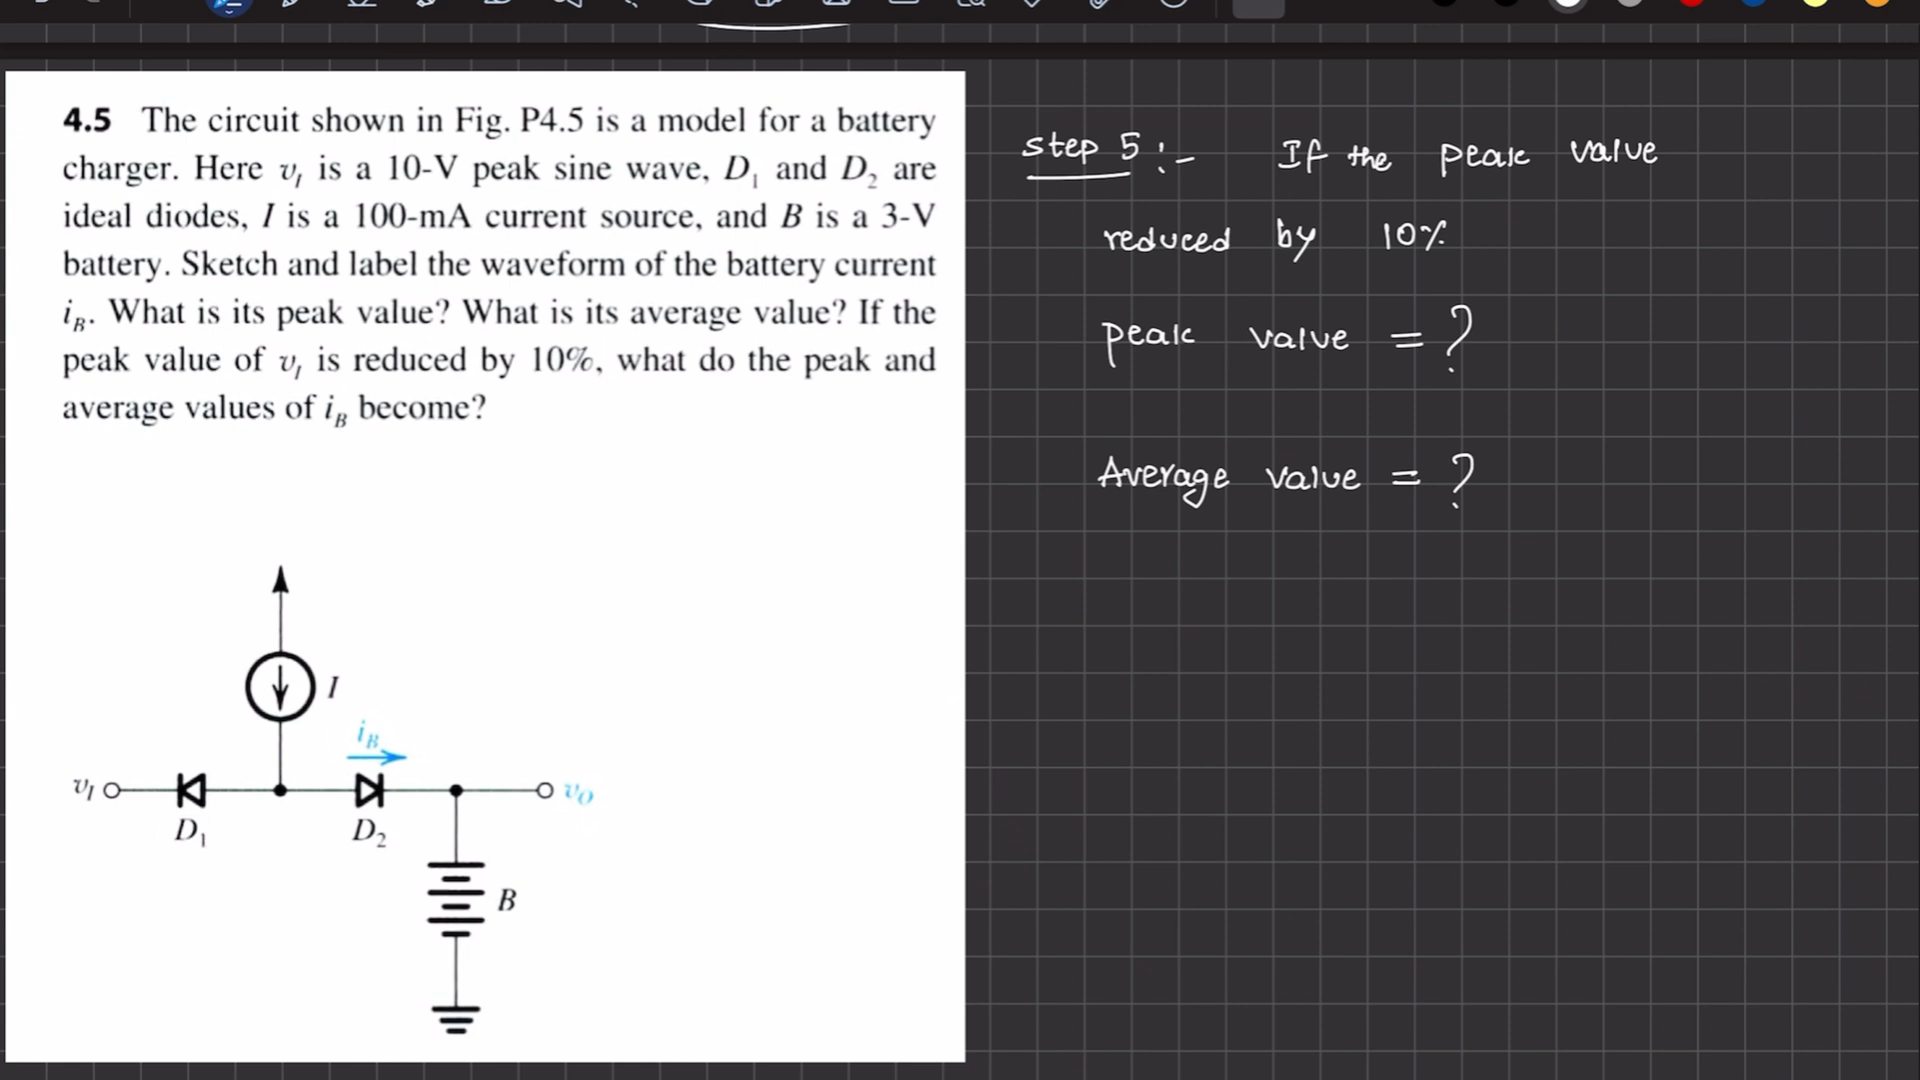 4.5 The circuit shown in Fig. P4.5 is a model for a battery
charger. Here v_I is a 10-V peak sine wave, D_1 and D_2 are
ideal diodes, I is a 100-mA current source, and B is a 3-V
battery. Sketch and label the waveform of the battery current
i_B. What is its peak value? What is its average value? If the
peak value of v_I is reduced by 10%, what do the peak and
average values of i_B become?
I
i_B
v_I
v_O
D_1
D_2
B
step 5 :- If the peak value
reduced by 10%
peak value = ?
Average value = ?